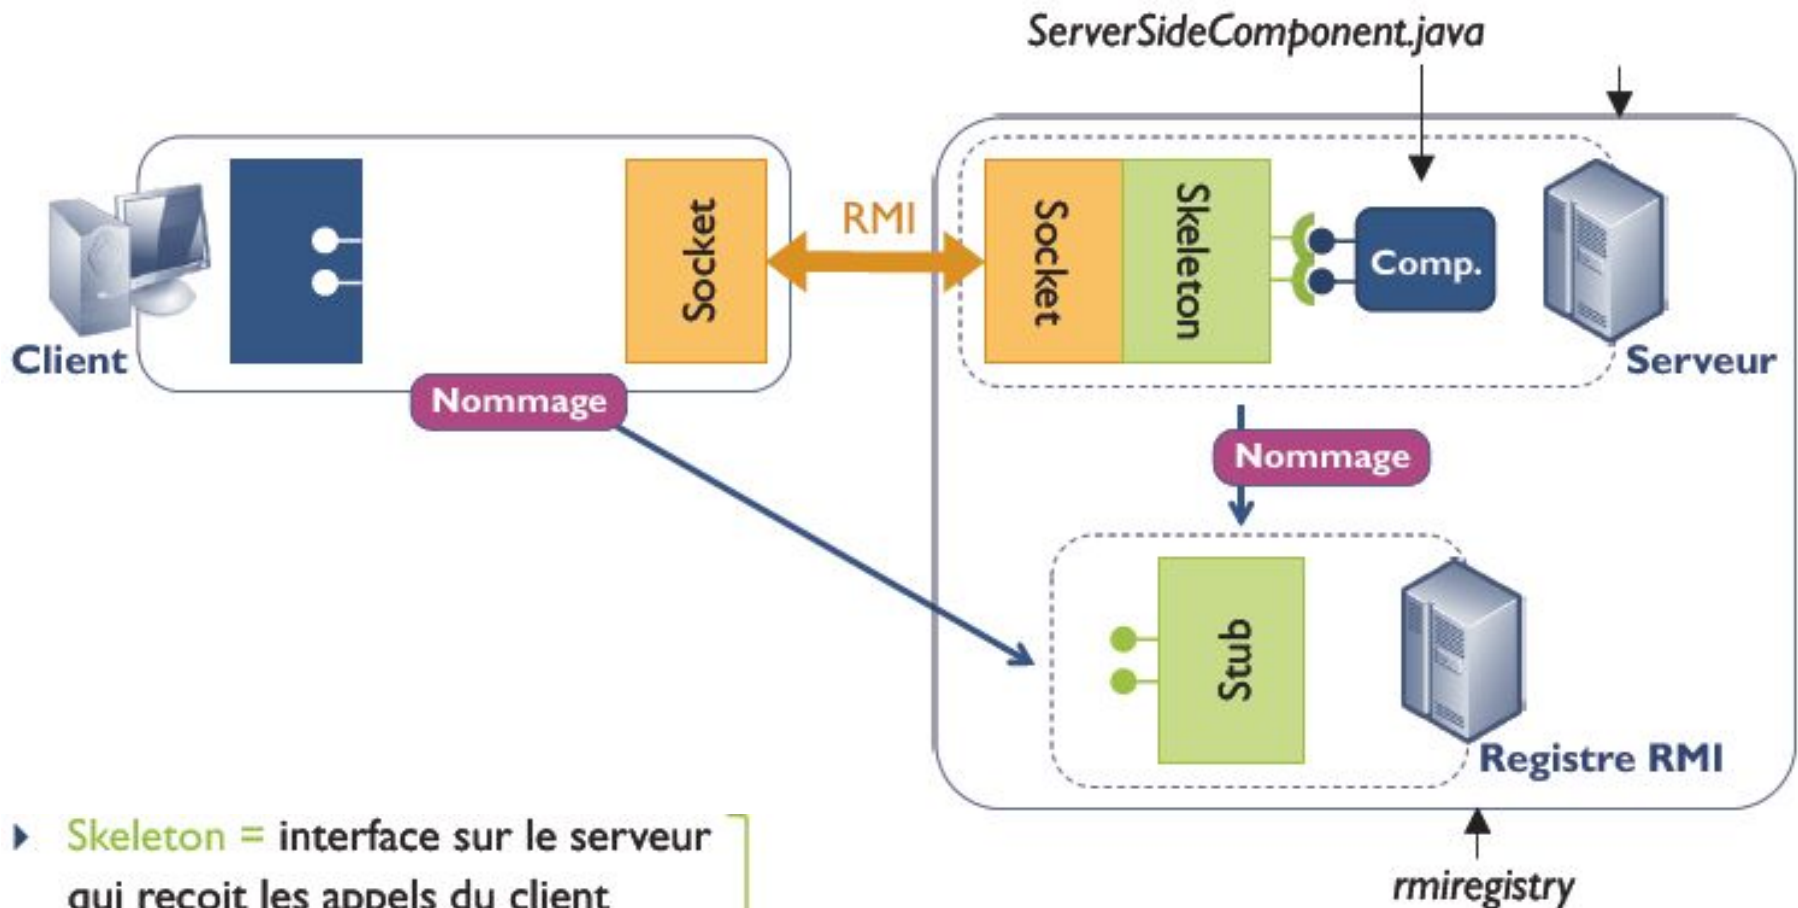 ServerSideComponent.java
Client
Socket
RMI
Socket
Skeleton
Comp.
Serveur
Nommage
Nommage
Stub
Registre RMI
rmiregistry
Skeleton = interface sur le serveur
qui reçoit les appels du client